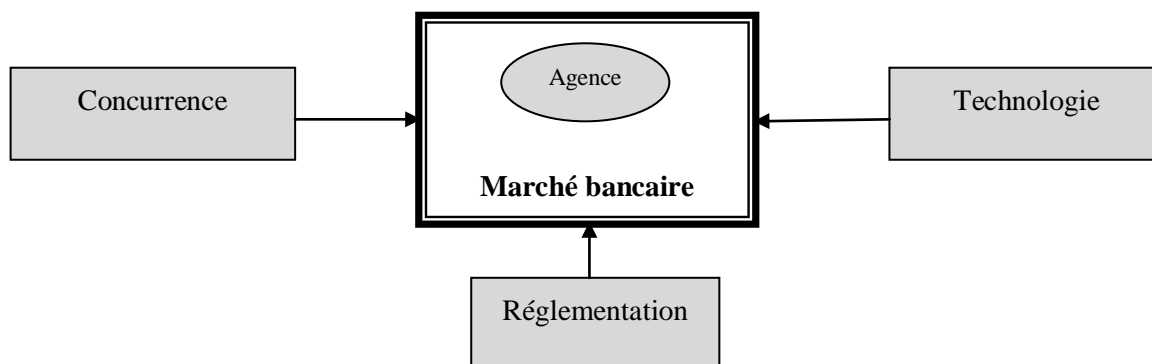 Agence
Concurrence
Technologie
Marché bancaire
Réglementation